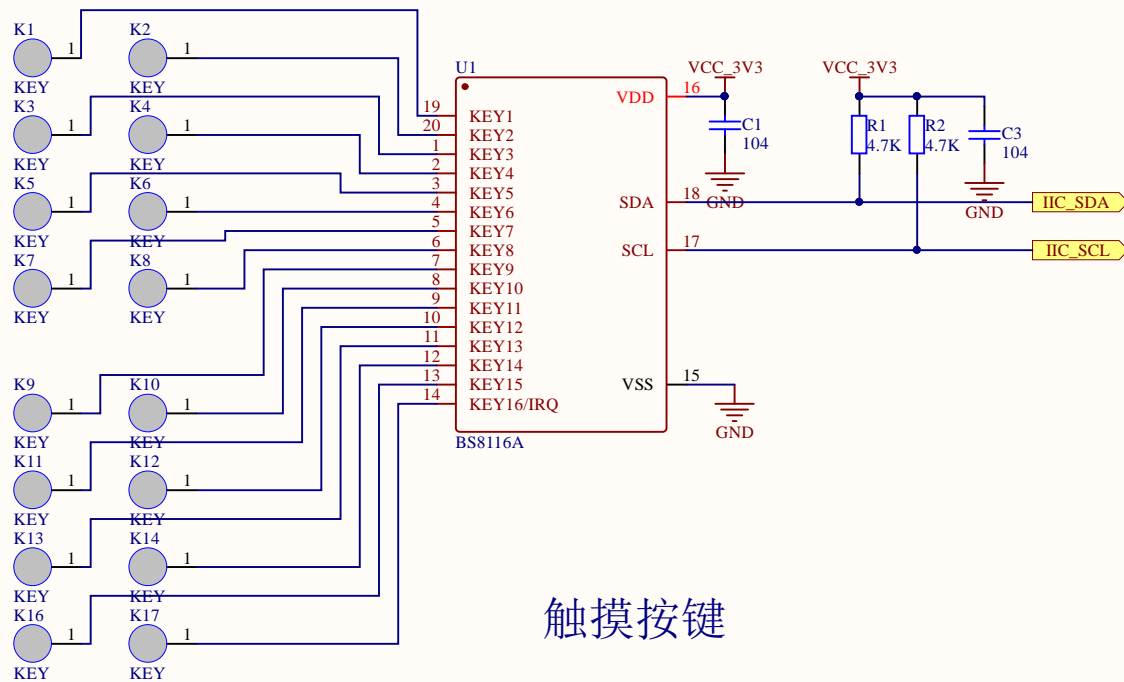 K1
1
KEY
K2
1
KEY
K3
1
KEY
K4
1
KEY
K5
1
KEY
K6
1
KEY
K7
1
KEY
K8
1
KEY
K9
1
KEY
K10
1
KEY
K11
1
KEY
K12
1
KEY
K13
1
KEY
K14
1
KEY
K16
1
KEY
K17
1
KEY
U1
19 KEY1
20 KEY2
1 KEY3
2 KEY4
3 KEY5
4 KEY6
5 KEY7
6 KEY8
7 KEY9
8 KEY10
9 KEY11
10 KEY12
11 KEY13
12 KEY14
13 KEY15
14 KEY16/IRQ
VDD 16
SDA 18
SCL 17
VSS 15
BS8116A
VCC_3V3
C1
104
GND
VCC_3V3
R1
4.7K
R2
4.7K
C3
104
GND
IIC_SDA
IIC_SCL
GND
触摸按键